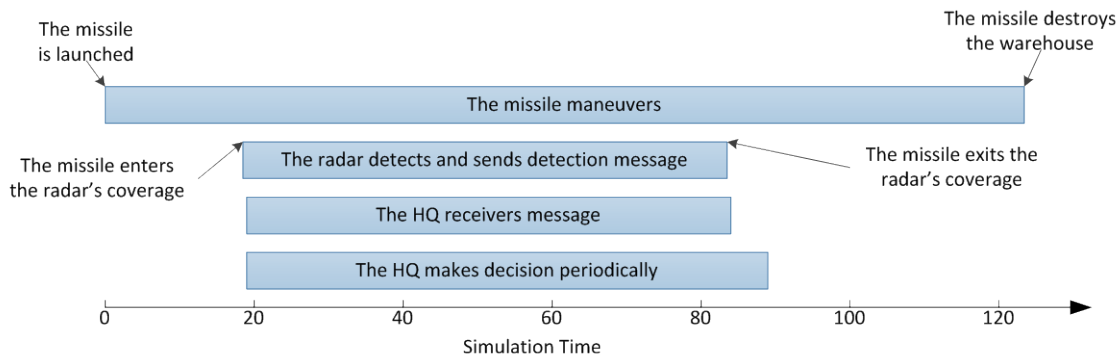 The missile
is launched
The missile destroys
the warehouse
The missile maneuvers
The missile enters
the radar's coverage
The radar detects and sends detection message
The missile exits the
radar's coverage
The HQ receivers message
The HQ makes decision periodically
0 20 40 60 80 100 120
Simulation Time